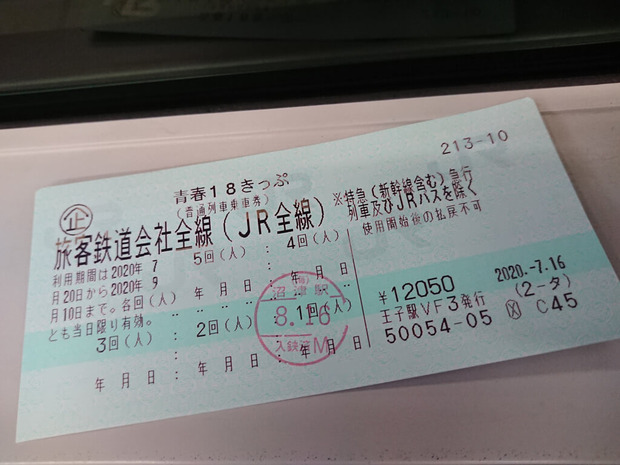 213-10
青春18きっぷ
(普通列車乗車券)
企
旅客鉄道会社全線(JR全線)
※特急(新幹線含む)急行
列車及びJRバスを除く
使用開始後の払戻不可
利用期間は2020年7
月20日から2020年9
月10日まで。各回(人)
とも当日限り有効。
5回(人) : 4回(人) :
年 月 日 : 年 月 日
3回(人) : 2回(人) : 1回(人)
年 月 日 : 年 月 日 : 年 月 日
沼津駅
8.16
M
2020.-7.16
¥12050
(2-タ)
王子駅VF3発行
50054-05
C45